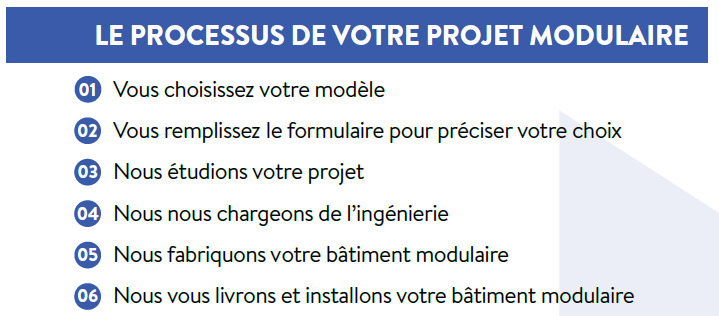 LE PROCESSUS DE VOTRE PROJET MODULAIRE
01 Vous choisissez votre modèle
02 Vous remplissez le formulaire pour préciser votre choix
03 Nous étudions votre projet
04 Nous nous chargeons de l’ingénierie
05 Nous fabriquons votre bâtiment modulaire
06 Nous vous livrons et installons votre bâtiment modulaire